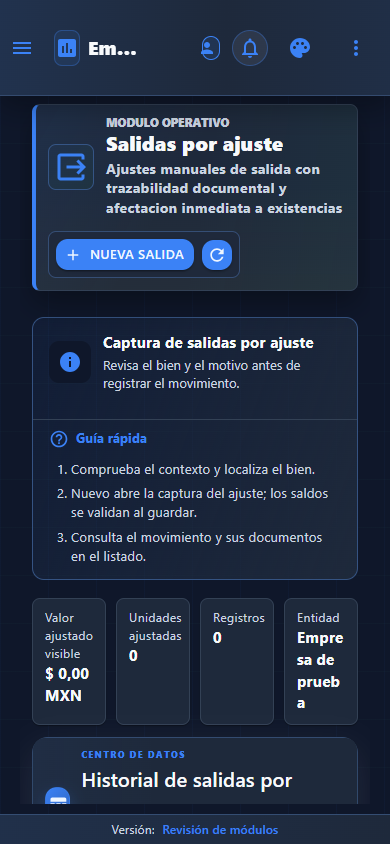 Em...
MODULO OPERATIVO
Salidas por ajuste
Ajustes manuales de salida con
trazabilidad documental y
afectacion inmediata a existencias
NUEVA SALIDA
Captura de salidas por ajuste
Revisa el bien y el motivo antes de
registrar el movimiento.
Guía rápida
1. Comprueba el contexto y localiza el bien.
2. Nuevo abre la captura del ajuste; los saldos
se validan al guardar.
3. Consulta el movimiento y sus documentos
en el listado.
Valor
ajustado
visible
$ 0,00
MXN
Unidades
ajustadas
0
Registros
0
Entidad
Empre
sa de
prueb
a
CENTRO DE DATOS
Historial de salidas por
Versión: Revisión de módulos